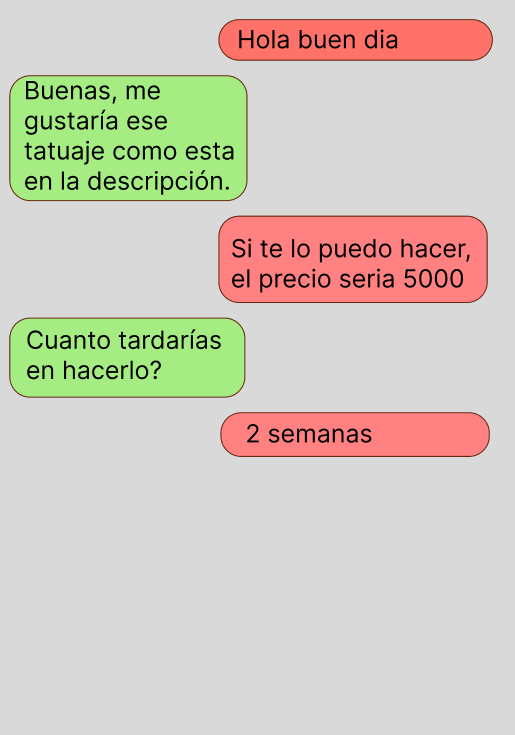 Hola buen dia
Buenas, me
gustaría ese
tatuaje como esta
en la descripción.
Si te lo puedo hacer,
el precio seria 5000
Cuanto tardarías
en hacerlo?
2 semanas